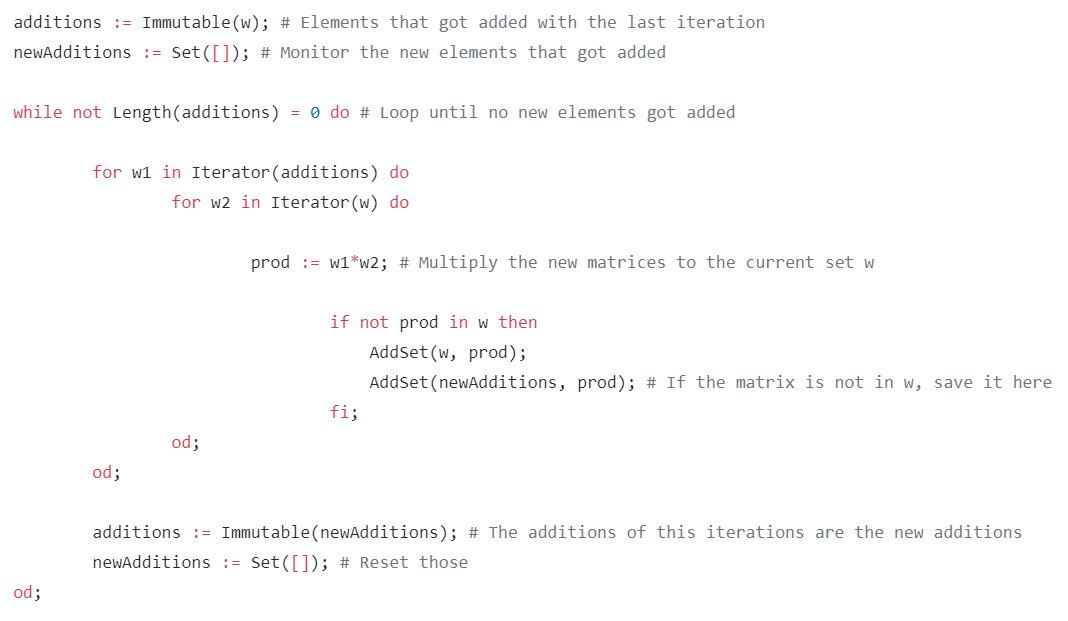 additions := Immutable(w); # Elements that got added with the last iteration
newAdditions := Set([]); # Monitor the new elements that got added
while not Length(additions) = 0 do # Loop until no new elements got added
for w1 in Iterator(additions) do
for w2 in Iterator(w) do
prod := w1*w2; # Multiply the new matrices to the current set w
if not prod in w then
AddSet(w, prod);
AddSet(newAdditions, prod); # If the matrix is not in w, save it here
fi;
od;
od;
additions := Immutable(newAdditions); # The additions of this iterations are the new additions
newAdditions := Set([]); # Reset those
od;